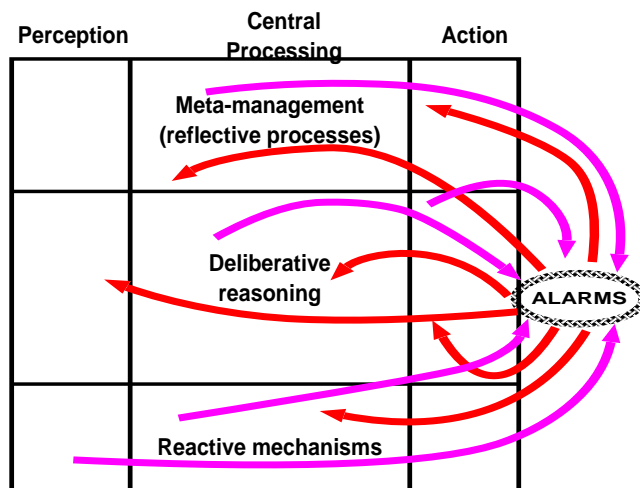 Perception
Central
Processing
Action
Meta-management
(reflective processes)
Deliberative
reasoning
ALARMS
Reactive mechanisms